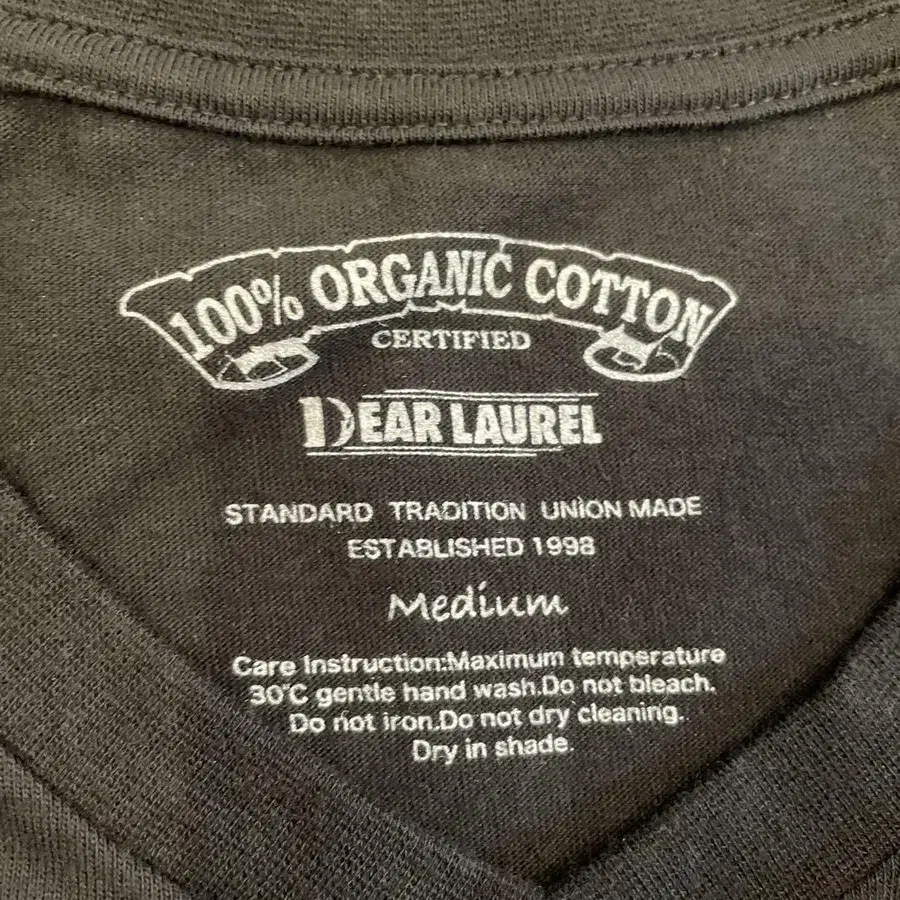 100% ORGANIC COTTON
CERTIFIED
DEAR LAUREL
STANDARD TRADITION UNION MADE
ESTABLISHED 1998
Medium
Care Instruction:Maximum temperature
30°C gentle hand wash.Do not bleach.
Do not iron.Do not dry cleaning.
Dry in shade.